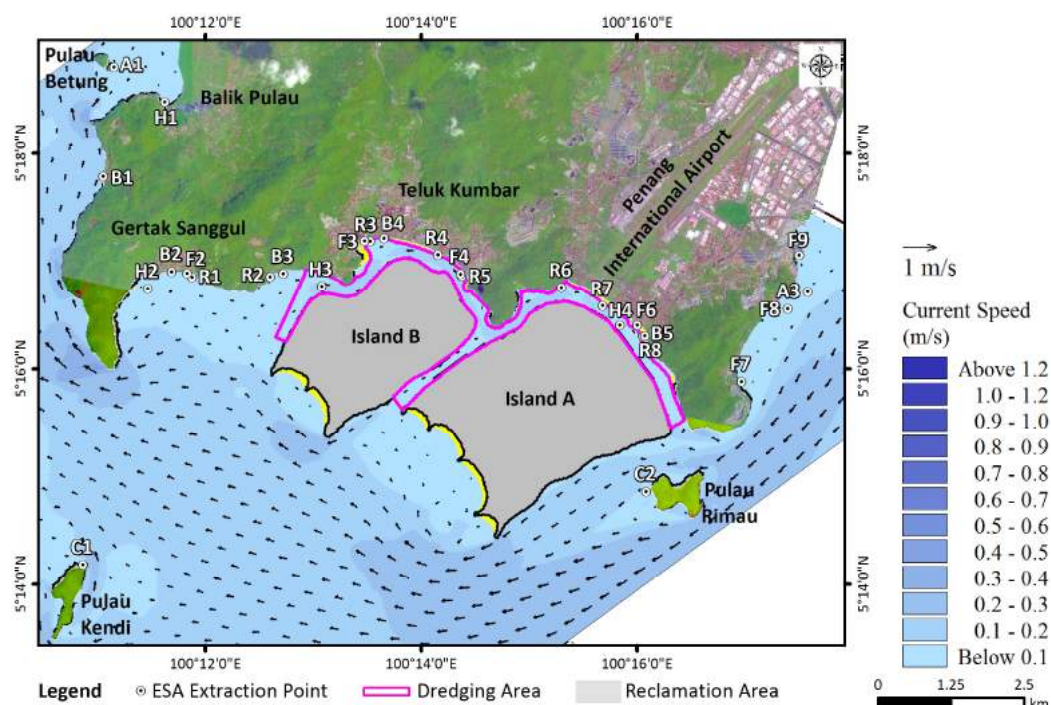 100°12'0"E 100°14'0"E 100°16'0"E
Pulau
Betung
A1
H1
Balik Pulau
5°18'0"N
5°18'0"N
B1
Teluk Kumbar
Penang
International Airport
Gertak Sanggul
H2 B2 F2 R1
R2 B3 H3
F3 R3 B4
R4 F4 R5
R6 R7 H4 F6
R8 B5
F9
A3
F8
F7
5°16'0"N
5°16'0"N
Island B
Island A
C2
Pulau
Rimau
C1
Pulau
Kendi
5°14'0"N
5°14'0"N
100°12'0"E 100°14'0"E 100°16'0"E
1 m/s
Current Speed
(m/s)
Above 1.2
1.0 - 1.2
0.9 - 1.0
0.8 - 0.9
0.7 - 0.8
0.6 - 0.7
0.5 - 0.6
0.4 - 0.5
0.3 - 0.4
0.2 - 0.3
0.1 - 0.2
Below 0.1
0 1.25 2.5
km
Legend ESA Extraction Point Dredging Area Reclamation Area